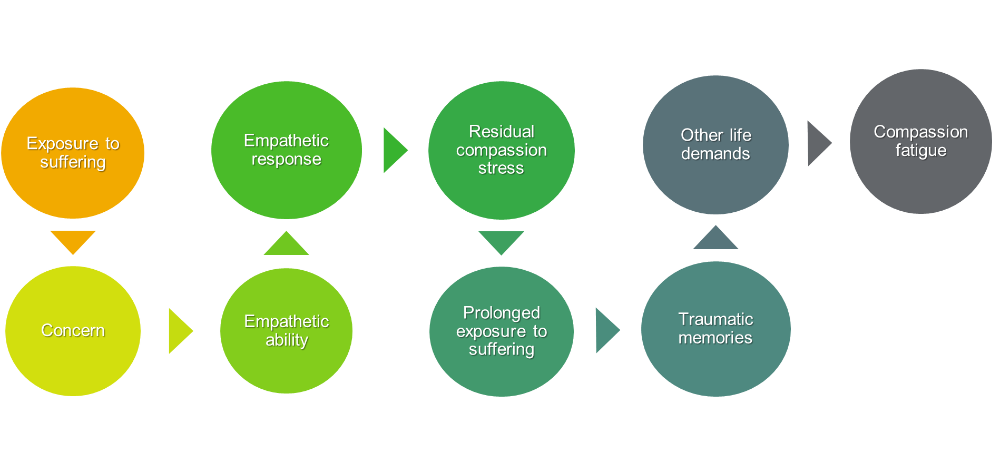 Exposure to
suffering
Concern
Empathetic
ability
Empathetic
response
Residual
compassion
stress
Prolonged
exposure to
suffering
Traumatic
memories
Other life
demands
Compassion
fatigue